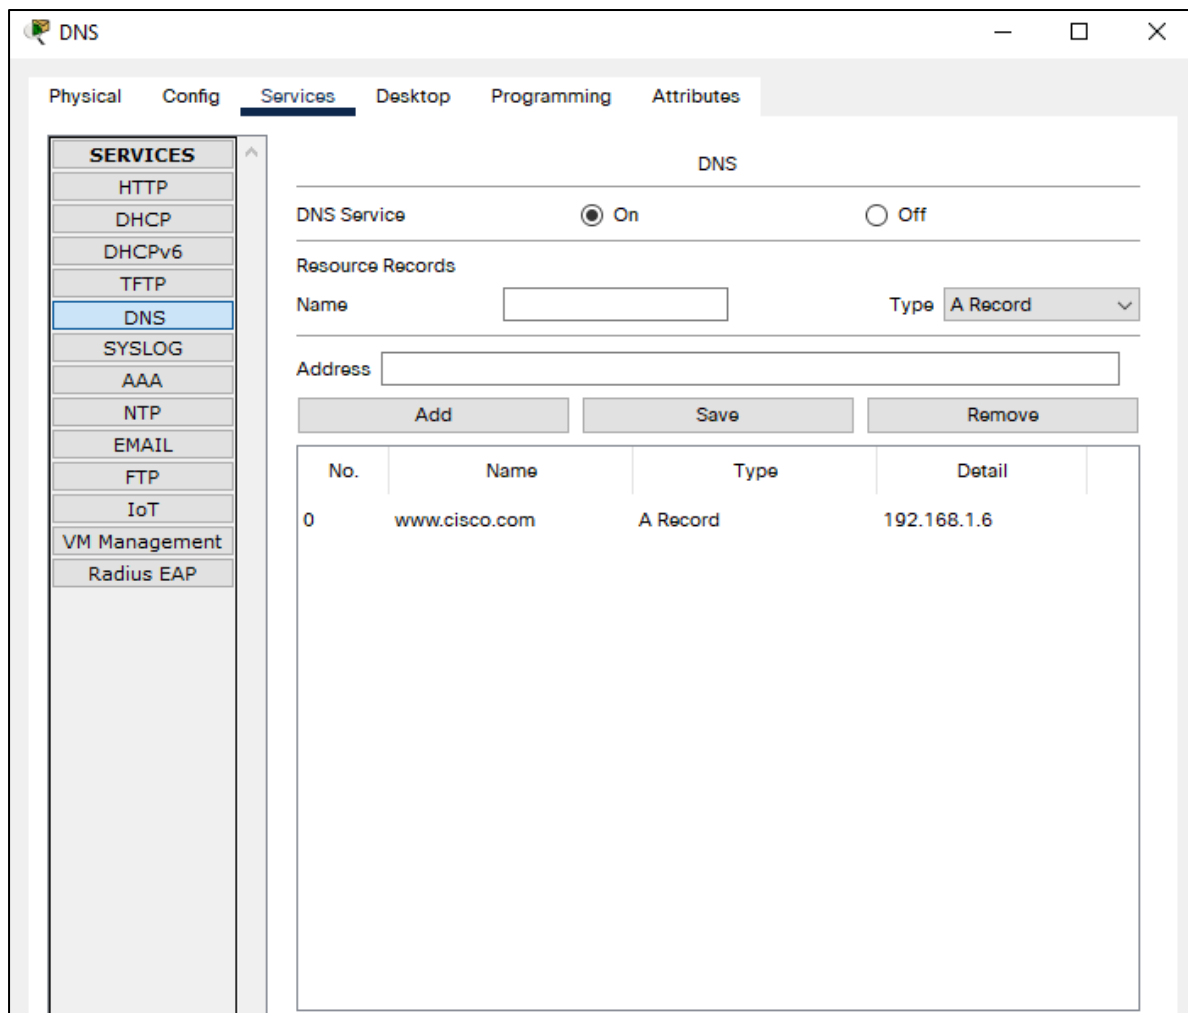 DNS
Physical Config Services Desktop Programming Attributes
SERVICES
HTTP
DHCP
DHCPv6
TFTP
DNS
SYSLOG
AAA
NTP
EMAIL
FTP
IoT
VM Management
Radius EAP
DNS
DNS Service On Off
Resource Records
Name Type A Record
Address
Add Save Remove
No. Name Type Detail
0 www.cisco.com A Record 192.168.1.6